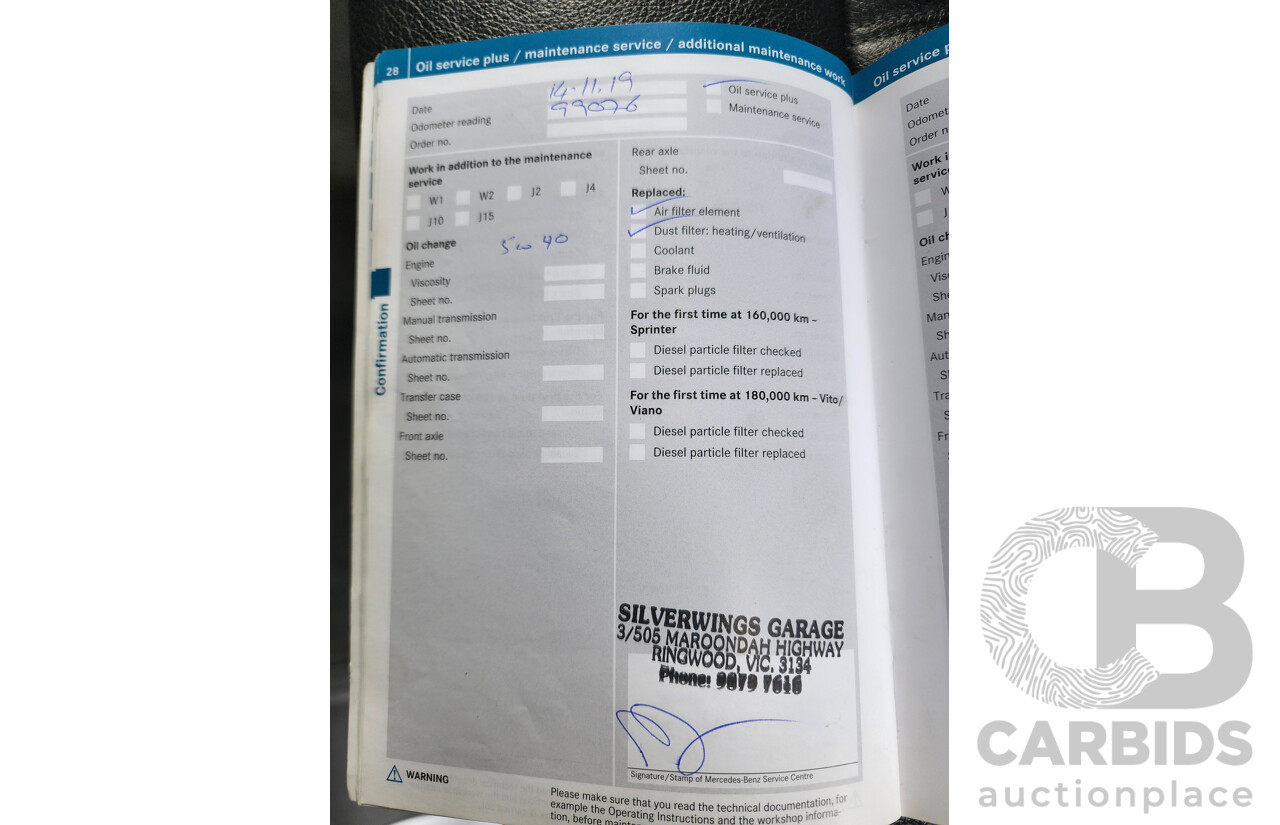 28 Oil service plus / maintenance service / additional maintenance work
Date 14.11.19
Odometer reading 99076
Order no.
Oil service plus
Maintenance service
Work in addition to the maintenance
service
W1 W2 J2 J4
J10 J15
Oil change 5w 40
Engine
Viscosity
Sheet no.
Manual transmission
Sheet no.
Automatic transmission
Sheet no.
Transfer case
Sheet no.
Front axle
Sheet no.
Confirmation
Rear axle
Sheet no.
Replaced:
Air filter element
Dust filter: heating/ventilation
Coolant
Brake fluid
Spark plugs
For the first time at 160,000 km –
Sprinter
Diesel particle filter checked
Diesel particle filter replaced
For the first time at 180,000 km – Vito/
Viano
Diesel particle filter checked
Diesel particle filter replaced
SILVERWINGS GARAGE
3/505 MAROONDAH HIGHWAY
RINGWOOD, VIC, 3134
Phone: 9879 7616
Signature/Stamp of Mercedes-Benz Service Centre
WARNING
Please make sure that you read the technical documentation, for
example the Operating Instructions and the workshop informa-
tion, before
Oil service
Date
Order
Work
Oil
CB
CARBIDS
auctionplace